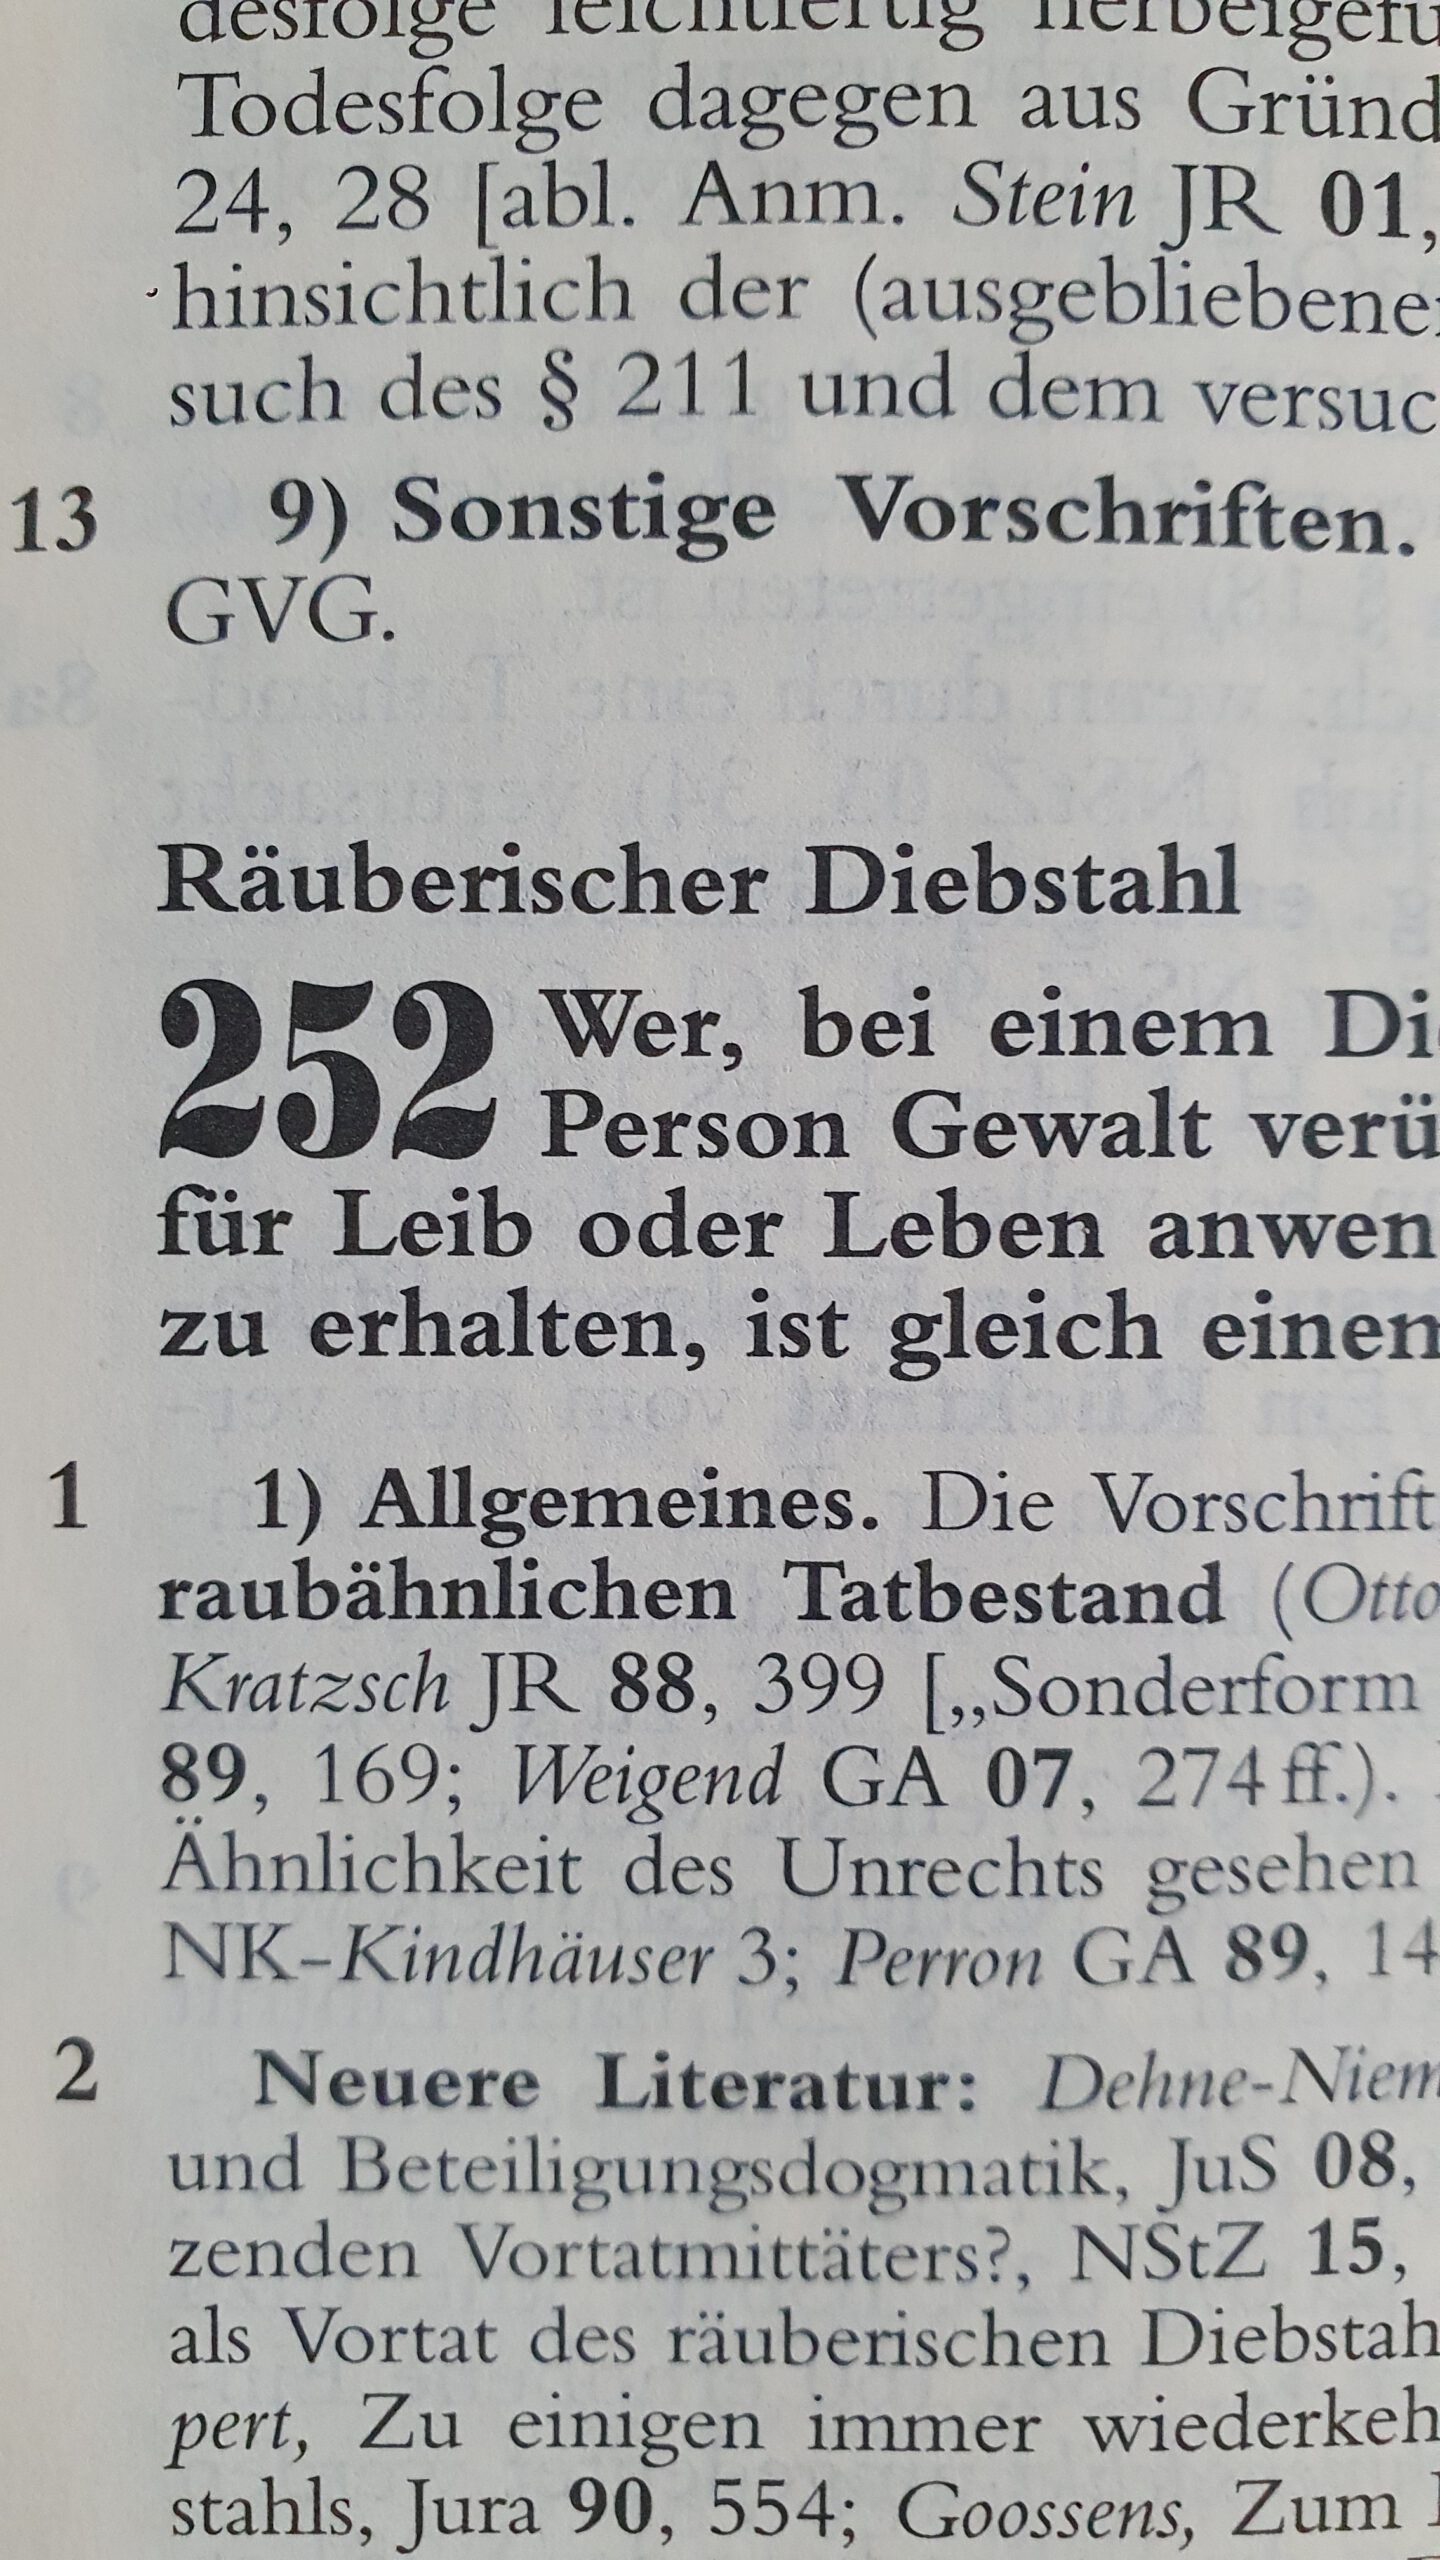 desfolge leichtfertig herbeigefü
Todesfolge dagegen aus Gründ
24, 28 [abl. Anm. Stein JR 01,
hinsichtlich der (ausgebliebene
such des § 211 und dem versuc
13 9) Sonstige Vorschriften.
GVG.
Räuberischer Diebstahl
252 Wer, bei einem Di
Person Gewalt verü
für Leib oder Leben anwen
zu erhalten, ist gleich einem
1 1) Allgemeines. Die Vorschrift
raubähnlichen Tatbestand (Otto
Kratzsch JR 88, 399 [„Sonderform
89, 169; Weigend GA 07, 274 ff.).
Ähnlichkeit des Unrechts gesehen
NK-Kindhäuser 3; Perron GA 89, 14
2 Neuere Literatur: Dehne-Niem
und Beteiligungsdogmatik, JuS 08,
zenden Vortatmittäters?, NStZ 15,
als Vortat des räuberischen Diebstah
pert, Zu einigen immer wiederkeh
stahls, Jura 90, 554; Goossens, Zum